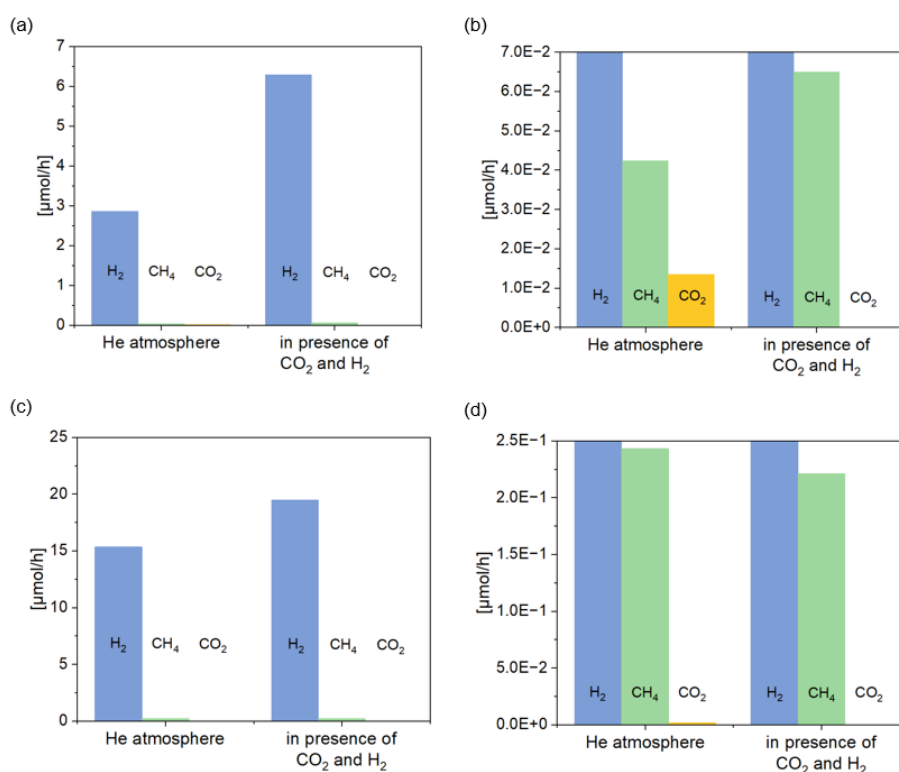 (a)
[µmol/h]
7
6
5
4
3
2
1
0
H₂ CH₄ CO₂ H₂ CH₄ CO₂
He atmosphere in presence of
CO₂ and H₂
(b)
[µmol/h]
7.0E−2
6.0E−2
5.0E−2
4.0E−2
3.0E−2
2.0E−2
1.0E−2
0.0E+0
H₂ CH₄ CO₂ H₂ CH₄ CO₂
He atmosphere in presence of
CO₂ and H₂
(c)
[µmol/h]
25
20
15
10
5
0
H₂ CH₄ CO₂ H₂ CH₄ CO₂
He atmosphere in presence of
CO₂ and H₂
(d)
[µmol/h]
2.5E−1
2.0E−1
1.5E−1
1.0E−1
5.0E−2
0.0E+0
H₂ CH₄ CO₂ H₂ CH₄ CO₂
He atmosphere in presence of
CO₂ and H₂